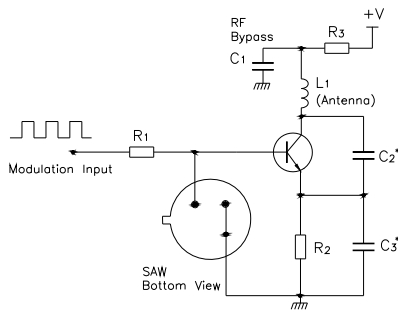 +V
RF
Bypass
R3
C1
L1
(Antenna)
R1
C2*
Modulation Input
SAW
Bottom View
R2
C3*